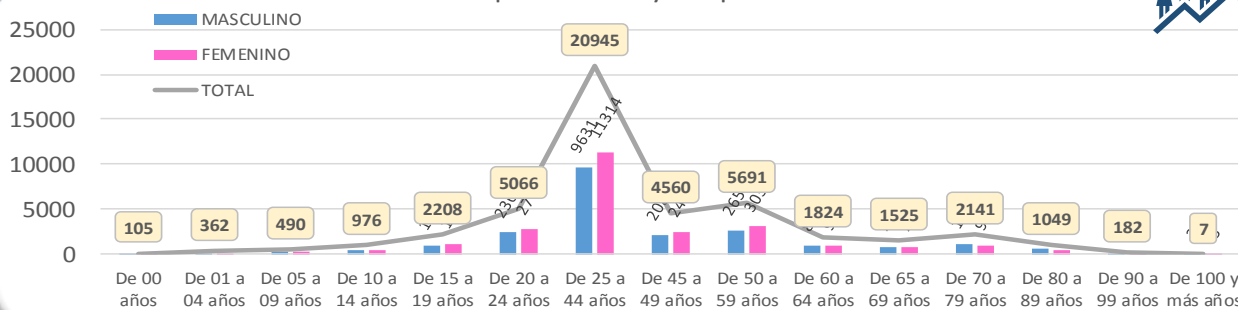 MASCULINO
FEMENINO
TOTAL
25000
20000
15000
10000
5000
0
105
362
490
976
2208
5066
20945
9631
11314
4560
5691
1824
1525
2141
1049
182
7
De 00 años
De 01 a 04 años
De 05 a 09 años
De 10 a 14 años
De 15 a 19 años
De 20 a 24 años
De 25 a 44 años
De 45 a 49 años
De 50 a 59 años
De 60 a 64 años
De 65 a 69 años
De 70 a 79 años
De 80 a 89 años
De 90 a 99 años
De 100 y más años